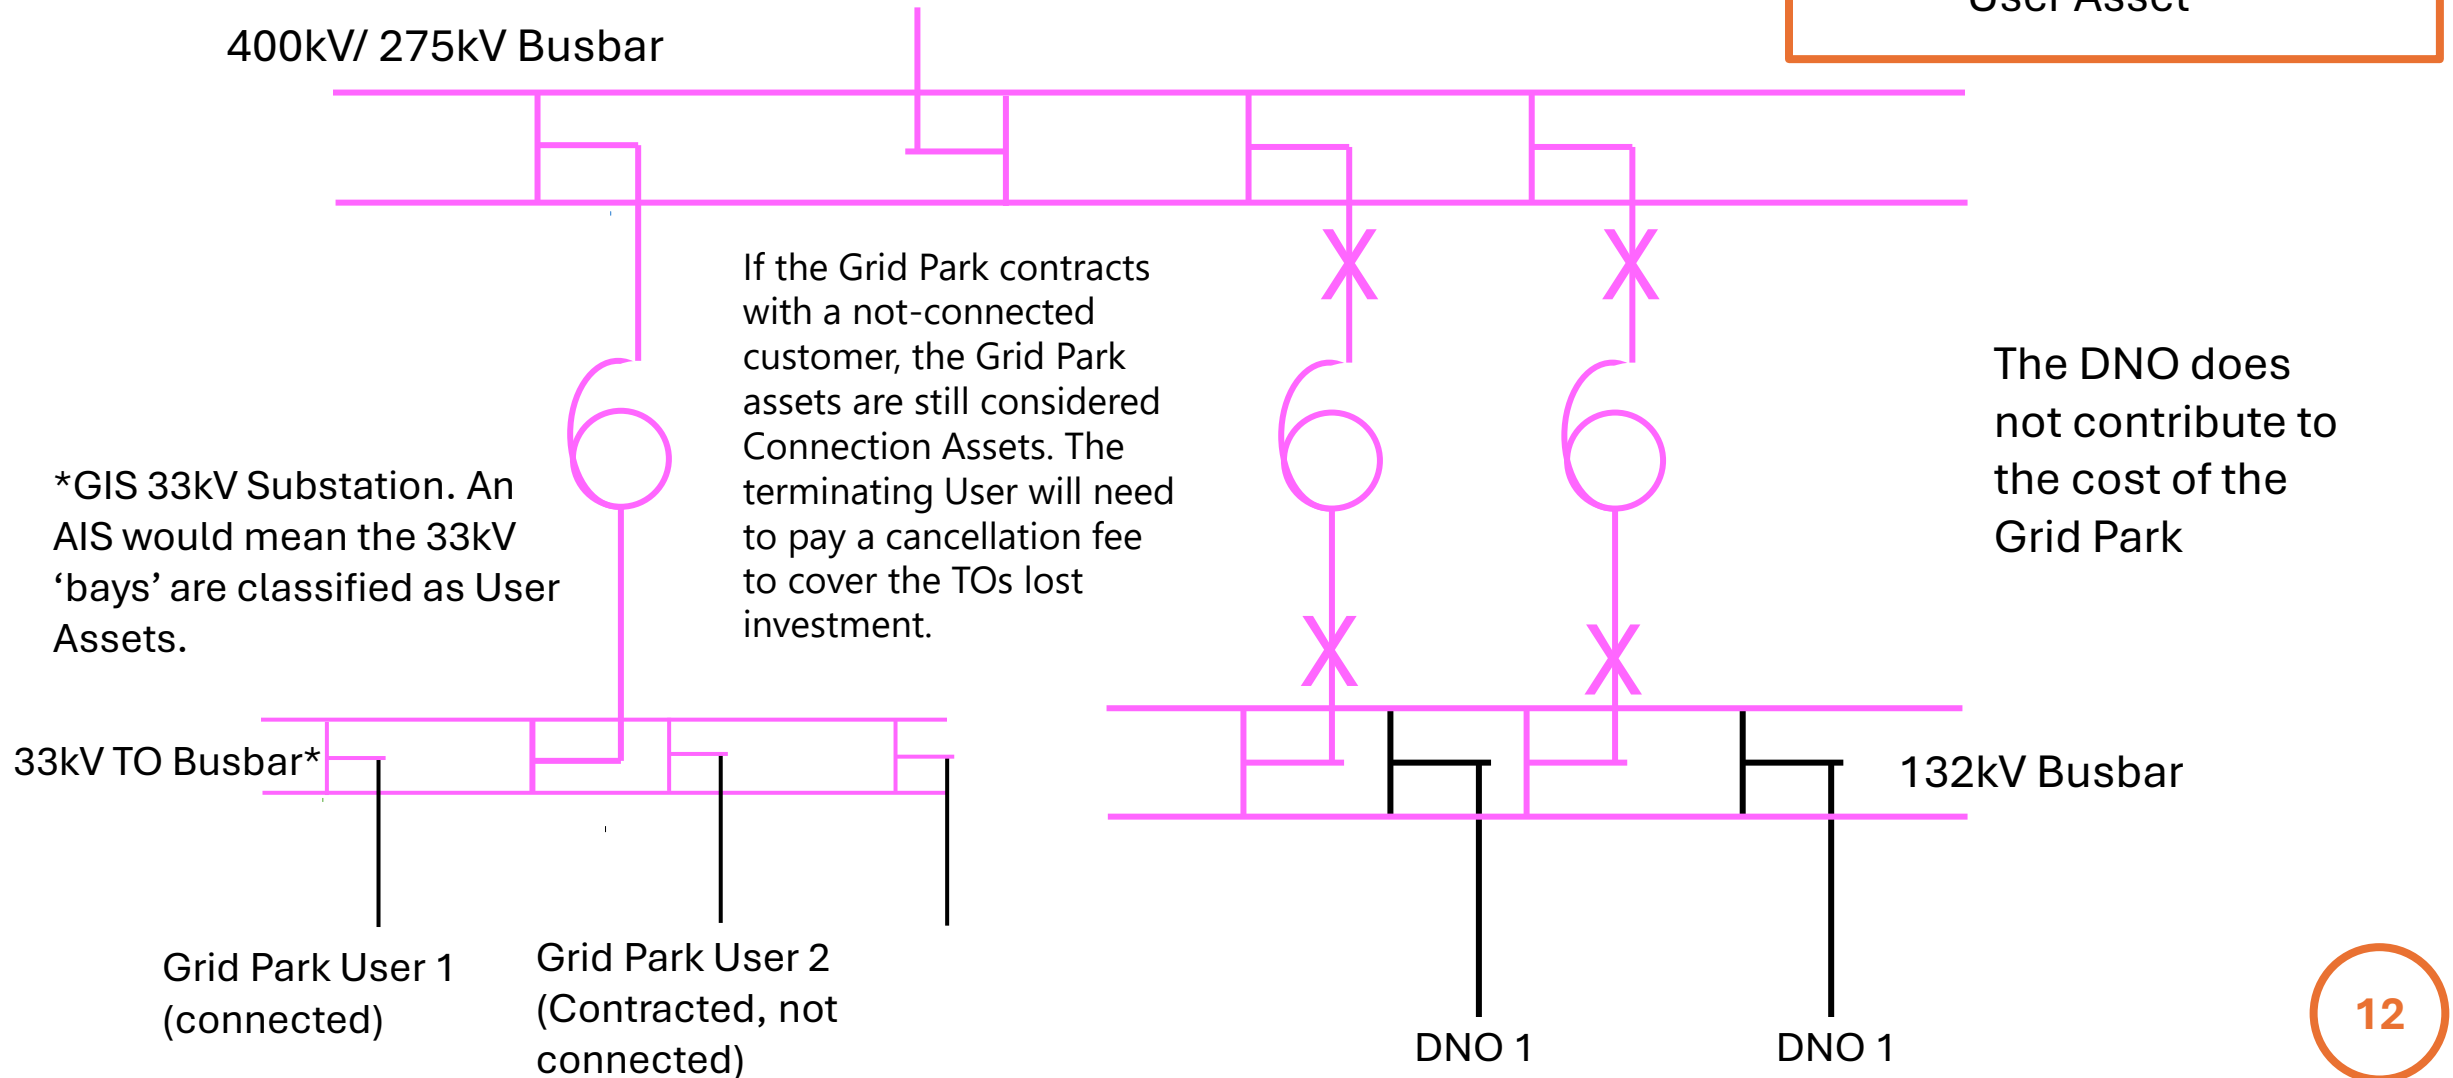 User Asset
400kV/ 275kV Busbar
If the Grid Park contracts
with a not-connected
customer, the Grid Park
assets are still considered
Connection Assets. The
terminating User will need
to pay a cancellation fee
to cover the TOs lost
investment.
X
X
The DNO does
not contribute to
the cost of the
Grid Park
*GIS 33kV Substation. An
AIS would mean the 33kV
‘bays’ are classified as User
Assets.
X
X
33kV TO Busbar*
132kV Busbar
Grid Park User 1
(connected)
Grid Park User 2
(Contracted, not
connected)
DNO 1
DNO 1
12